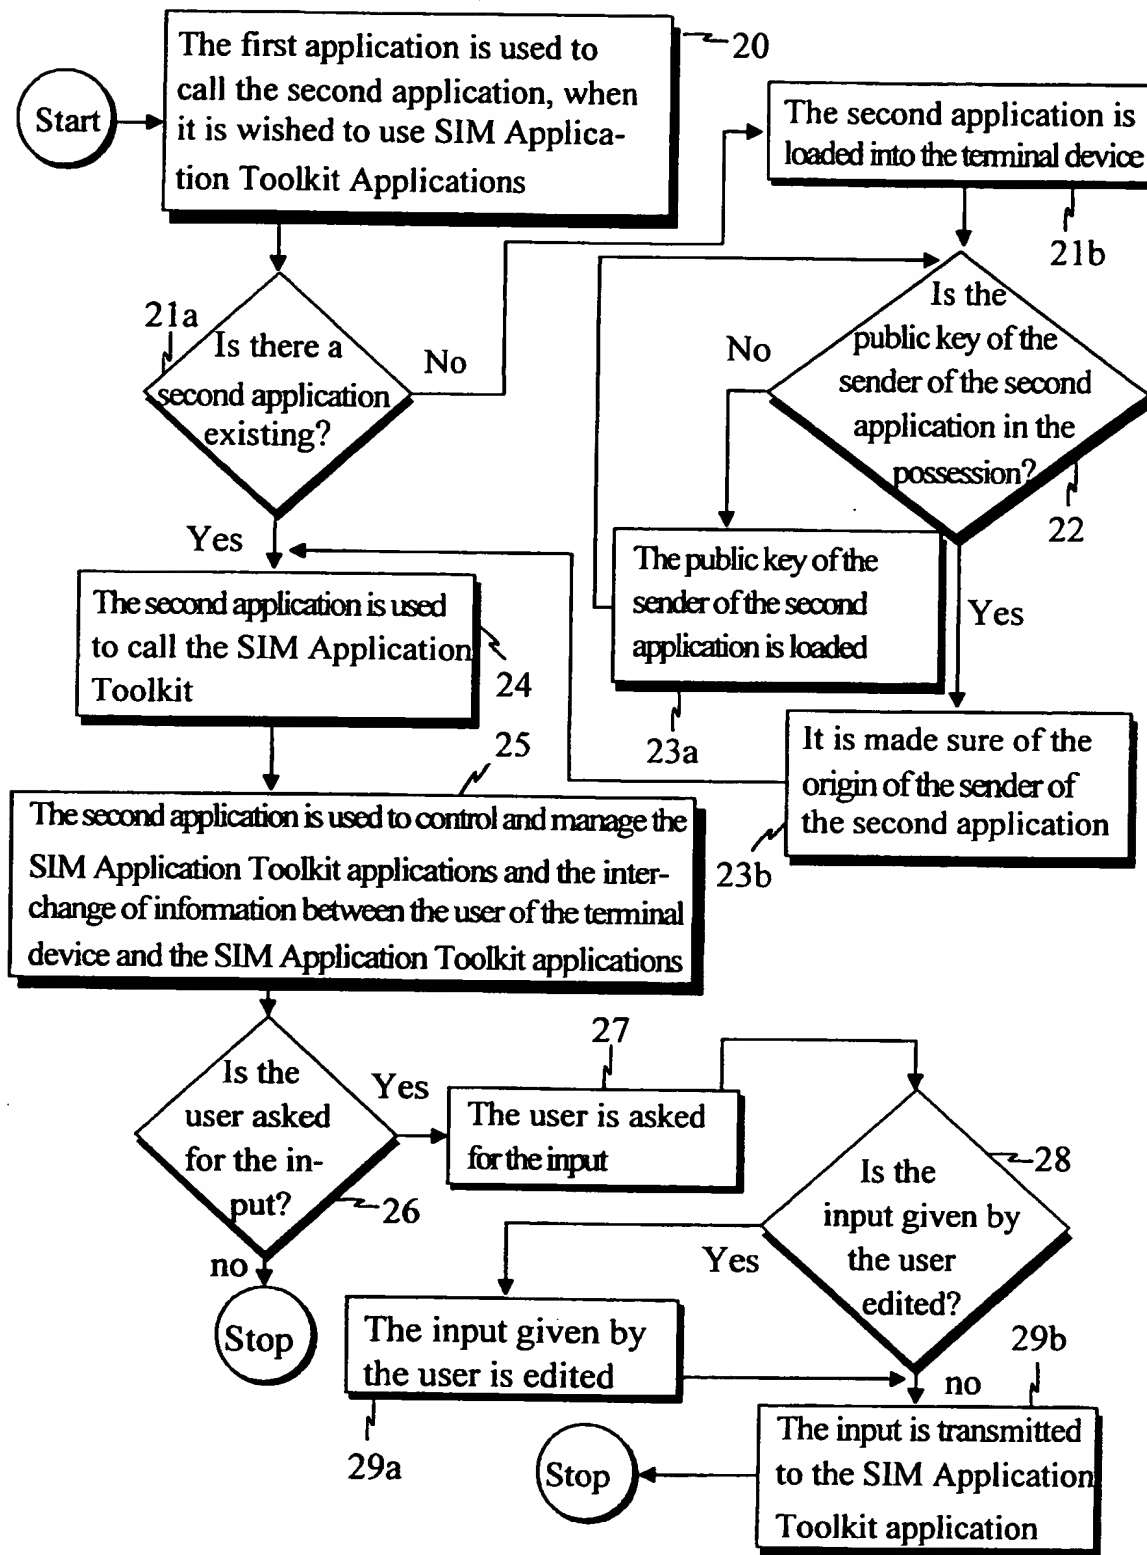 Start
The first application is used to
call the second application, when
it is wished to use SIM Applica-
tion Toolkit Applications
20
The second application is
loaded into the terminal device
21b
21a
Is there a
second application
existing?
No
Yes
Is the
public key of the
sender of the second
application in the
possession?
No
22
Yes
The public key of the
sender of the second
application is loaded
23a
It is made sure of the
origin of the sender of
the second application
23b
The second application is used
to call the SIM Application
Toolkit
24
25
The second application is used to control and manage the
SIM Application Toolkit applications and the inter-
change of information between the user of the terminal
device and the SIM Application Toolkit applications
Is the
user asked
for the in-
put?
Yes
26
no
Stop
27
The user is asked
for the input
28
Is the
input given by
the user
edited?
Yes
no
The input given by
the user is edited
29a
29b
The input is transmitted
to the SIM Application
Toolkit application
Stop